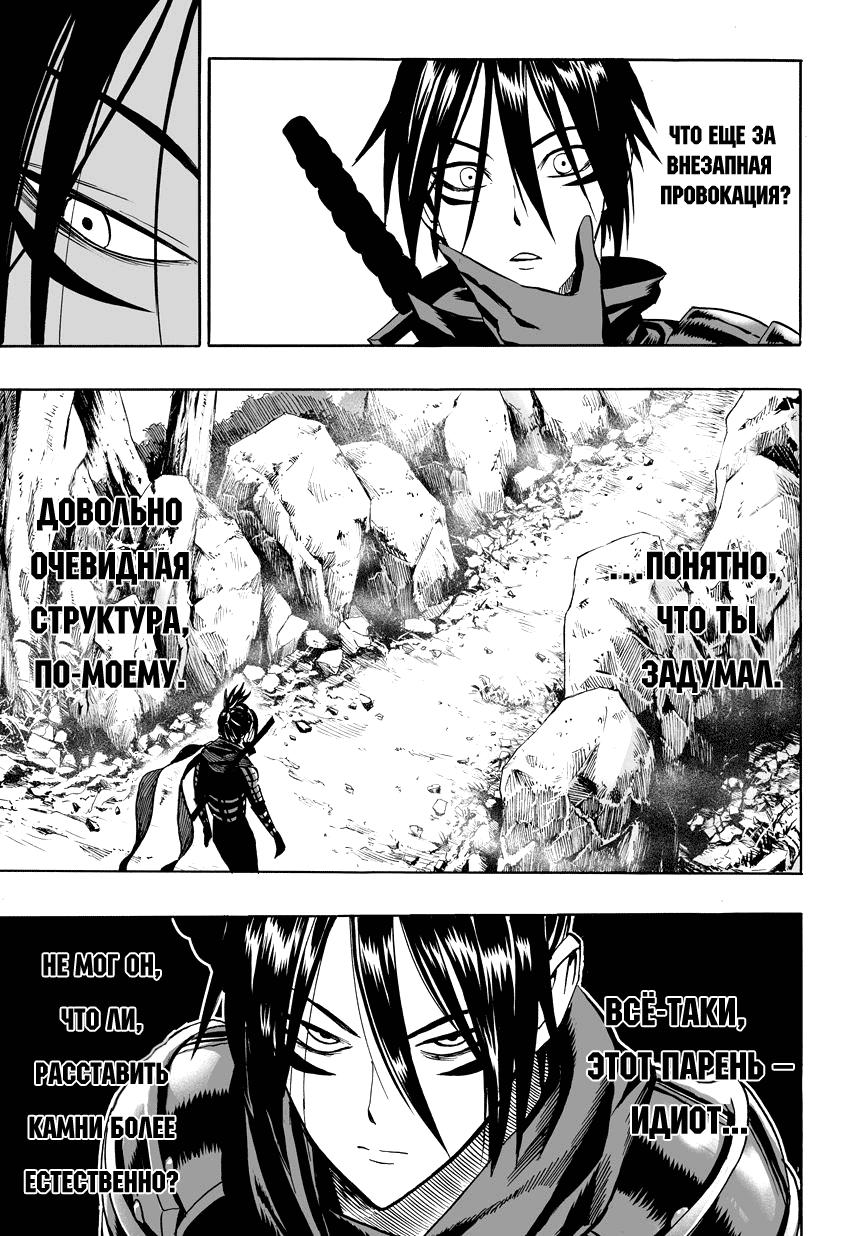 ЧТО ЕЩЕ ЗА
ВНЕЗАПНАЯ
ПРОВОКАЦИЯ?
...ПОНЯТНО,
ЧТО ТЫ
ЗАДУМАЛ.
ДОВОЛЬНО
ОЧЕВИДНАЯ
СТРУКТУРА,
ПО-МОЕМУ.
ВСЁ-ТАКИ,
ЭТОТ ПАРЕНЬ –
ИДИОТ...
НЕ МОГ ОН,
ЧТО ЛИ,
РАССТАВИТЬ
КАМНИ БОЛЕЕ
ЕСТЕСТВЕННО?